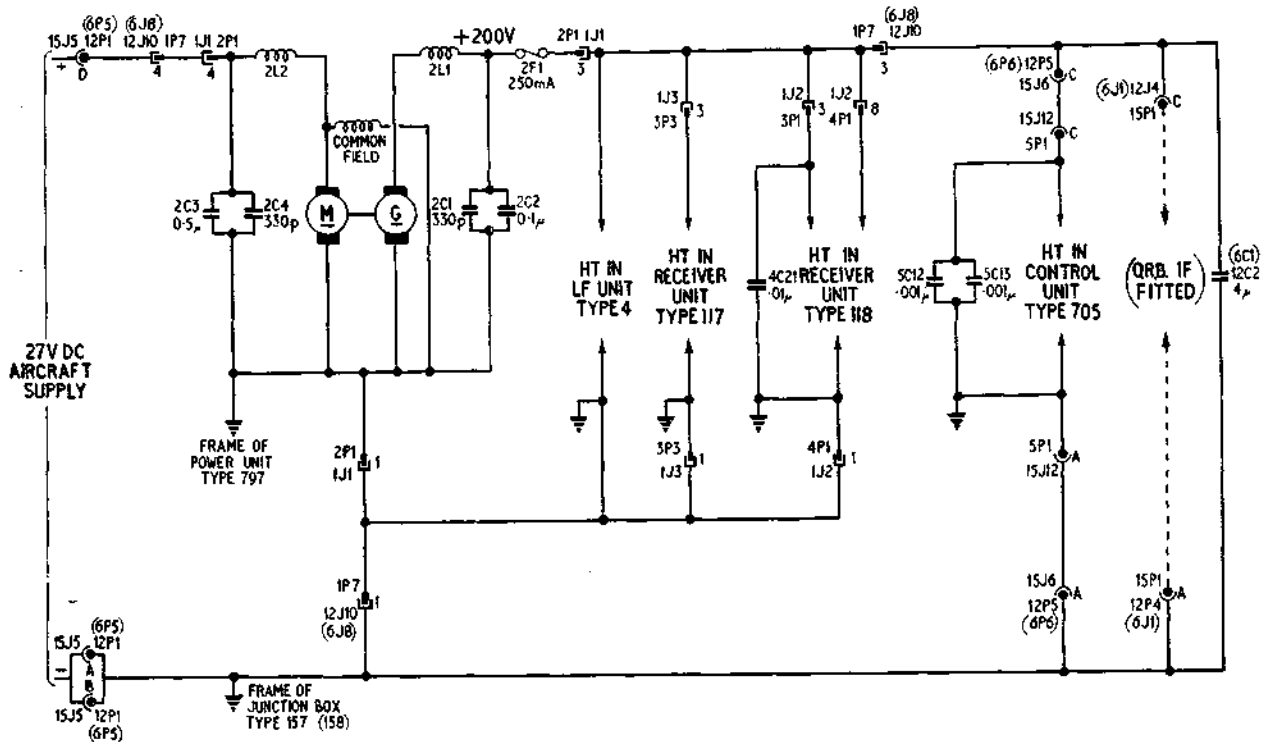 (6P5) (6J8)
15J5 12P1 12J10 1P7 1J1 2P1
+ D 4 4
2L2
2L1
+200V
2F1
250mA
2P1 1J1
3
(6J8)
1P7 12J10
3
COMMON
FIELD
M
G
2C3
0·5μ
2C4
330p
2C1
330p
2C2
0·1μ
1J3
3P3
3
1J2
3P1
3
1J2
4P1
8
(6P6) 12P5
15J6
C
15J12
5P1
C
(6J1) 12J4
15P1
C
HT IN
LF UNIT
TYPE 4
HT IN
RECEIVER
UNIT
TYPE 117
4C21
·01μ
HT IN
RECEIVER
UNIT
TYPE 118
5C12
·001μ
5C13
·001μ
HT IN
CONTROL
UNIT
TYPE 705
(QRB. IF
FITTED)
(6C1)
12C2
4μ
27V DC
AIRCRAFT
SUPPLY
FRAME OF
POWER UNIT
TYPE 797
2P1
1J1
1
3P3
1J3
1
4P1
1J2
1
5P1
15J12
A
1P7
12J10
(6J8)
1
15J6
12P5
(6P6)
A
15P1
12P4
(6J1)
A
(6P5)
15J5 12P1
A
−
B
15J5 12P1
(6P5)
FRAME OF
JUNCTION BOX
TYPE 157 (158)